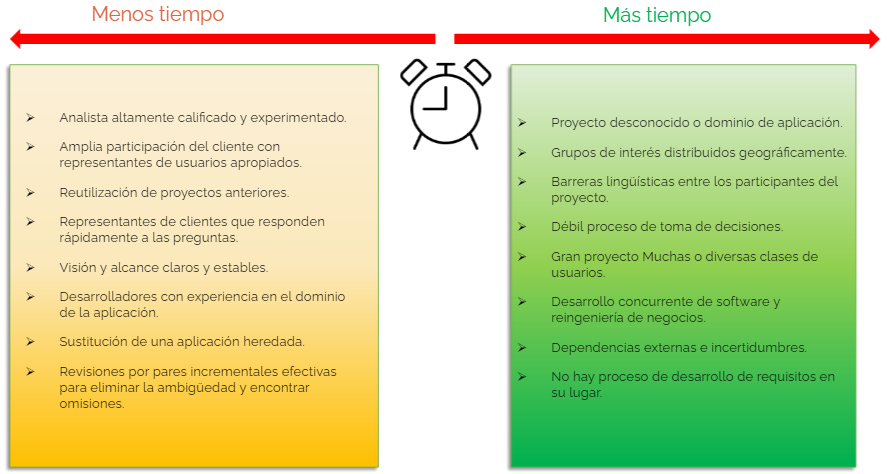 Menos tiempo
Más tiempo
Analista altamente calificado y experimentado.
Amplia participación del cliente con
representantes de usuarios apropiados.
Reutilización de proyectos anteriores.
Representantes de clientes que responden
rápidamente a las preguntas.
Visión y alcance claros y estables.
Desarrolladores con experiencia en el dominio
de la aplicación.
Sustitución de una aplicación heredada.
Revisiones por pares incrementales efectivas
para eliminar la ambigüedad y encontrar
omisiones.
Proyecto desconocido o dominio de aplicación.
Grupos de interés distribuidos geográficamente.
Barreras lingüísticas entre los participantes del
proyecto.
Débil proceso de toma de decisiones.
Gran proyecto Muchas o diversas clases de
usuarios.
Desarrollo concurrente de software y
reingeniería de negocios.
Dependencias externas e incertidumbres.
No hay proceso de desarrollo de requisitos en
su lugar.